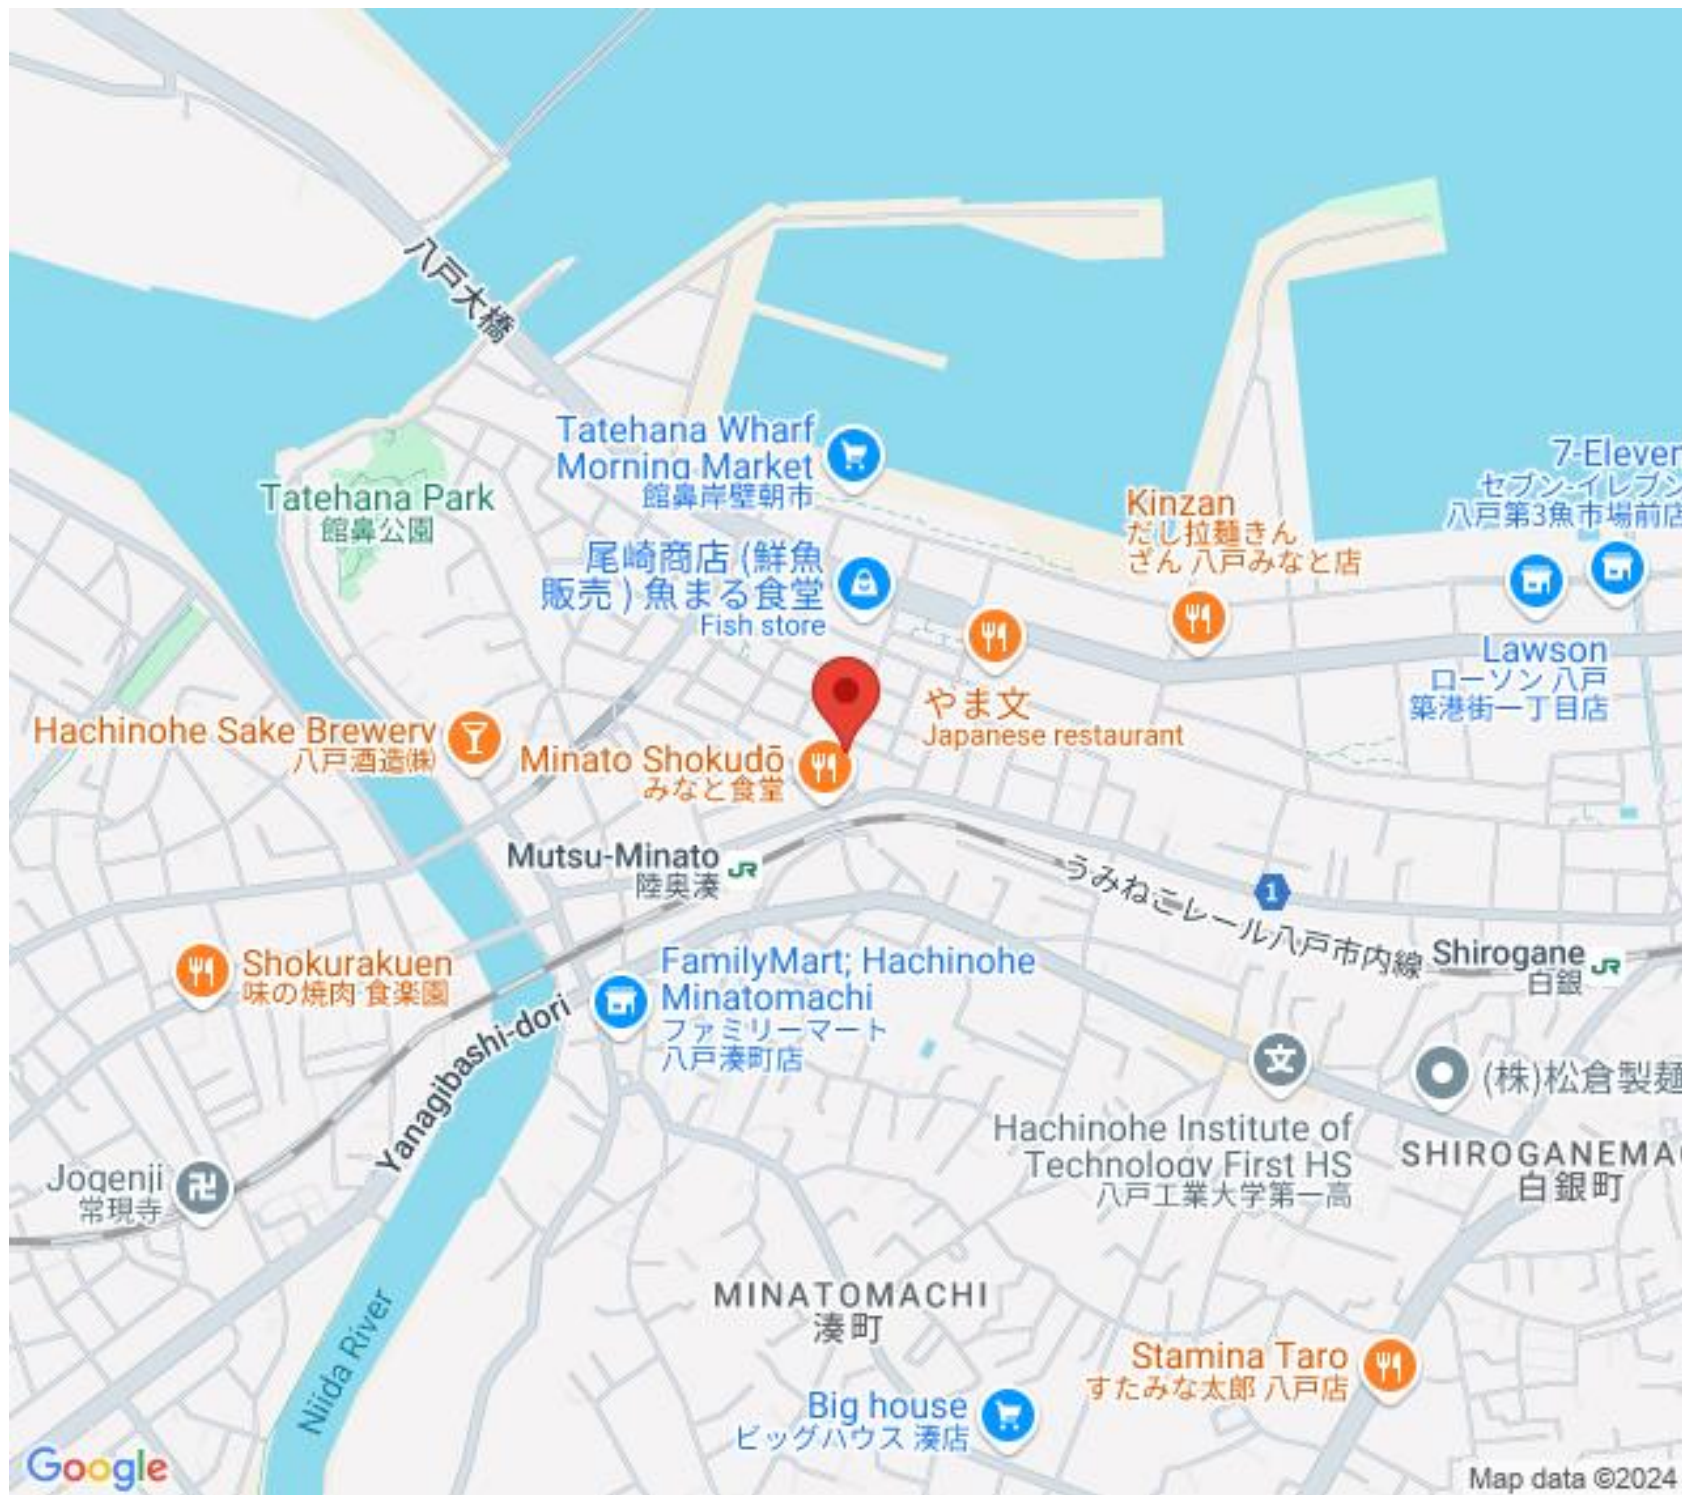 八戸大橋
Tatehana Wharf
Morning Market
館鼻岸壁朝市
7-Eleven
セブン-イレブン
八戸第3魚市場前店
Tatehana Park
館鼻公園
Kinzan
だし拉麺きん
ざん 八戸みなと店
尾崎商店 (鮮魚
販売 ) 魚まる食堂
Fish store
Lawson
ローソン 八戸
築港街一丁目店
やま文
Japanese restaurant
Hachinohe Sake Brewery
八戸酒造㈱
Minato Shokudō
みなと食堂
Mutsu-Minato
陸奥湊
JR
うみねこレール八戸市内線
1
Shirogane
白銀
JR
Shokurakuen
味の焼肉 食楽園
FamilyMart; Hachinohe
Minatomachi
ファミリーマート
八戸湊町店
Yanagibashi-dori
文
(株)松倉製麺
Hachinohe Institute of
Technology First HS
八戸工業大学第一高
SHIROGANEMA
白銀町
Jogenji
常現寺
卍
Niida River
MINATOMACHI
湊町
Stamina Taro
すたみな太郎 八戸店
Big house
ビッグハウス 湊店
Google
Map data ©2024